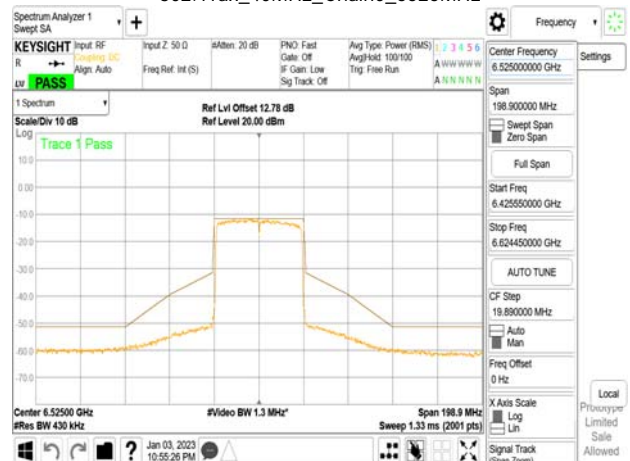 Spectrum Analyzer 1
Swept SA
Frequency
KEYSIGHT
R
PASS
Input: RF
Coupling: DC
Align: Auto
Input Z: 50 Ω
Freq Ref: Int (S)
#Atten: 20 dB
PNO: Fast
Gate: Off
IF Gain: Low
Sig Track: Off
Avg Type: Power (RMS)
Avg|Hold: 100/100
Trig: Free Run
1 2 3 4 5 6
A W W W W W
A N N N N N
1 Spectrum
Scale/Div 10 dB
Log
Ref Lvl Offset 12.78 dB
Ref Level 20.00 dBm
Trace 1 Pass
10.0
0.00
-10.0
-20.0
-30.0
-40.0
-50.0
-60.0
-70.0
Center 6.52500 GHz
#Res BW 430 kHz
#Video BW 1.3 MHz*
Span 198.9 MHz
Sweep 1.33 ms (2001 pts)
Jan 03, 2023
10:55:26 PM
Center Frequency
6.525000000 GHz
Settings
Span
198.900000 MHz
Swept Span
Zero Span
Full Span
Start Freq
6.425550000 GHz
Stop Freq
6.624450000 GHz
AUTO TUNE
CF Step
19.890000 MHz
Auto
Man
Freq Offset
0 Hz
X Axis Scale
Log
Lin
Local
Prototype
Limited
Sale
Allowed
Signal Track
(Span Zoom)